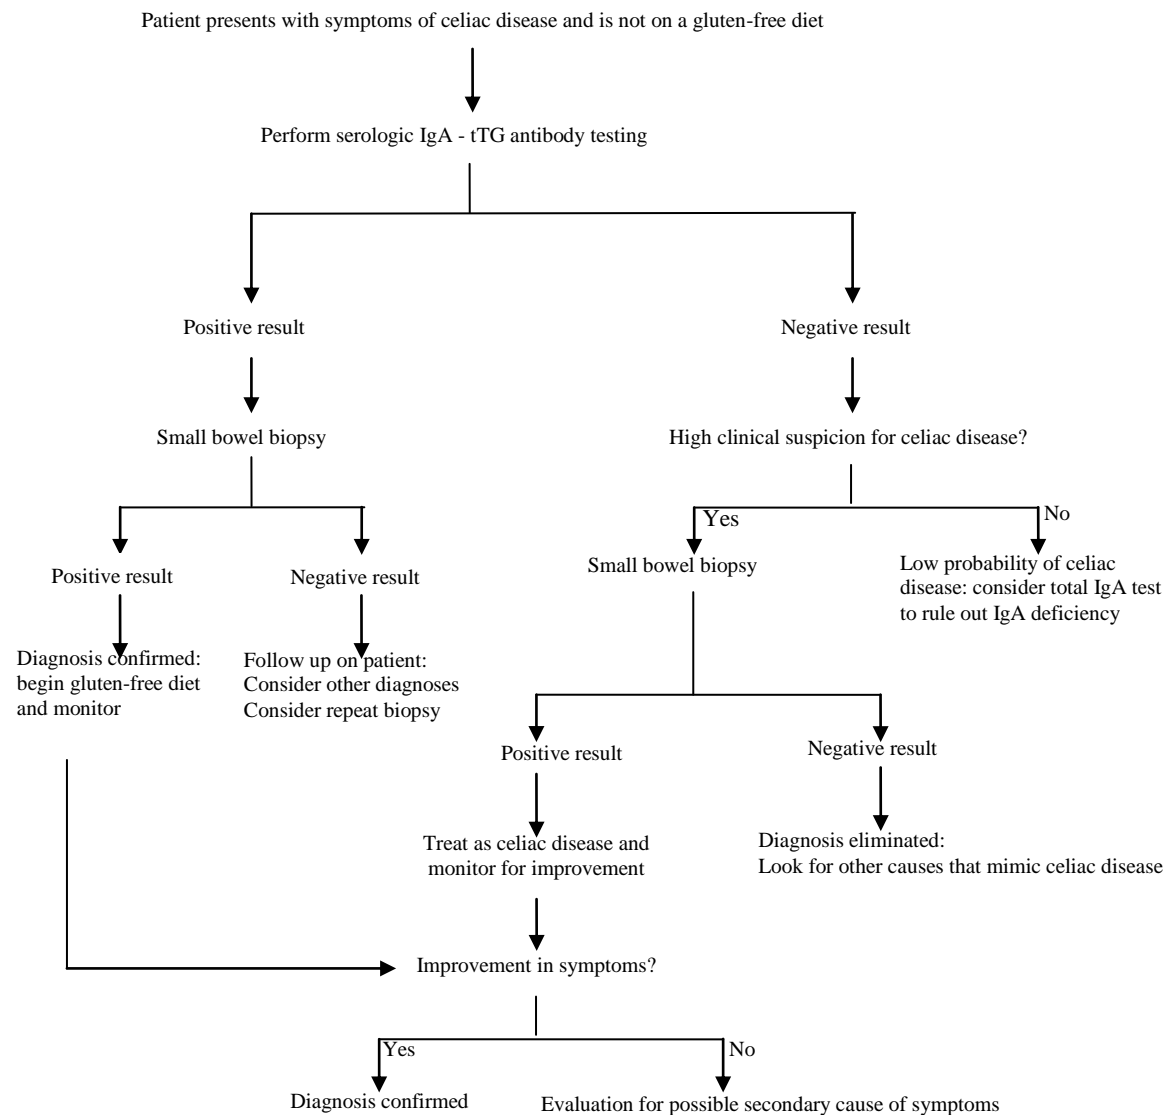 Patient presents with symptoms of celiac disease and is not on a gluten-free diet
Perform serologic IgA - tTG antibody testing
Positive result
Negative result
Small bowel biopsy
High clinical suspicion for celiac disease?
Yes
No
Positive result
Negative result
Small bowel biopsy
Low probability of celiac
disease: consider total IgA test
to rule out IgA deficiency
Diagnosis confirmed:
begin gluten-free diet
and monitor
Follow up on patient:
Consider other diagnoses
Consider repeat biopsy
Positive result
Negative result
Treat as celiac disease and
monitor for improvement
Diagnosis eliminated:
Look for other causes that mimic celiac disease
Improvement in symptoms?
Yes
No
Diagnosis confirmed
Evaluation for possible secondary cause of symptoms